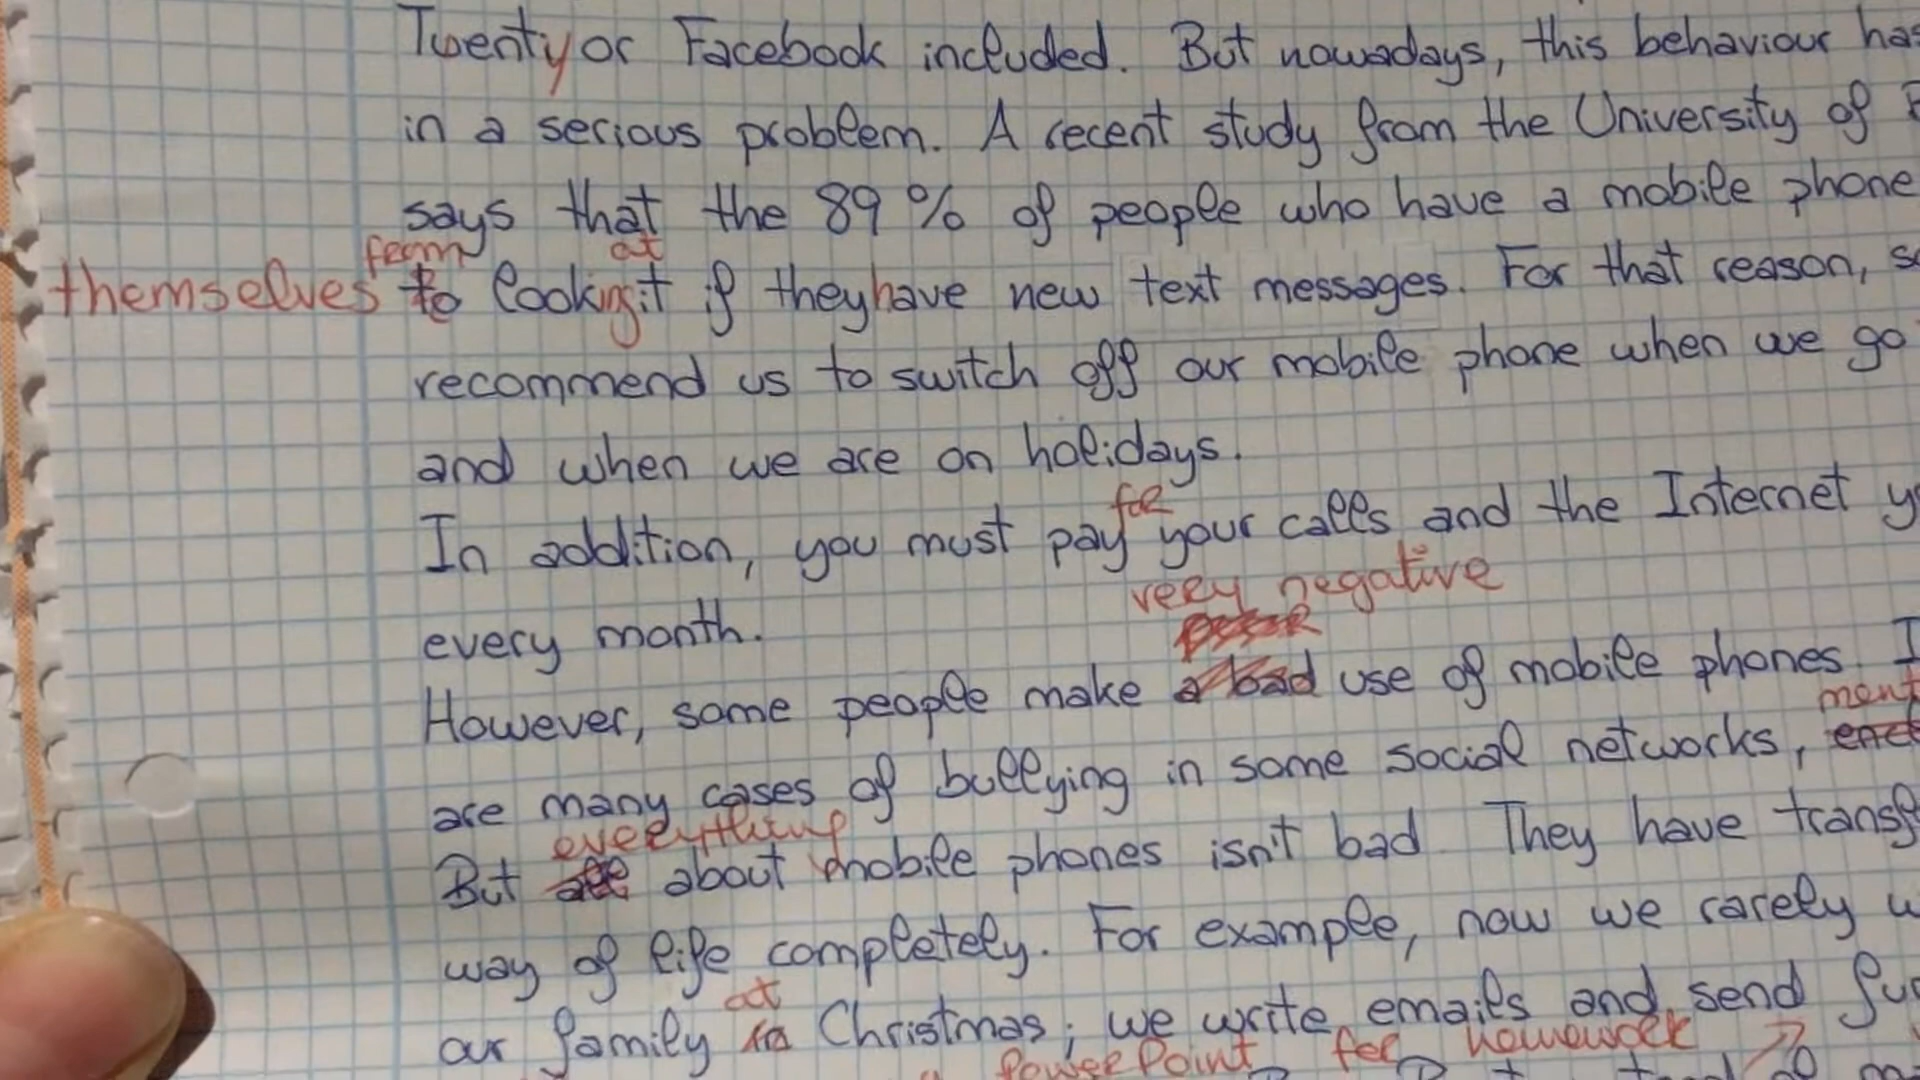 Twenty or Facebook included. But nowadays, this behaviour has
in a serious problem. A recent study from the University of
says that the 89 % of people who have a mobile phone
from at
themselves to looking it if they have new text messages. For that reason,
recommend us to switch off our mobile phone when we go
and when we are on holidays.
for
In addition, you must pay your calls and the Internet
very negative
every month.
However, some people make a bad use of mobile phones.
are many cases of bullying in some social networks,
everything
But all about mobile phones isn't bad. They have
way of life completely. For example, now we rarely
at
our family in Christmas; we write emails and send
PowerPoint for homework